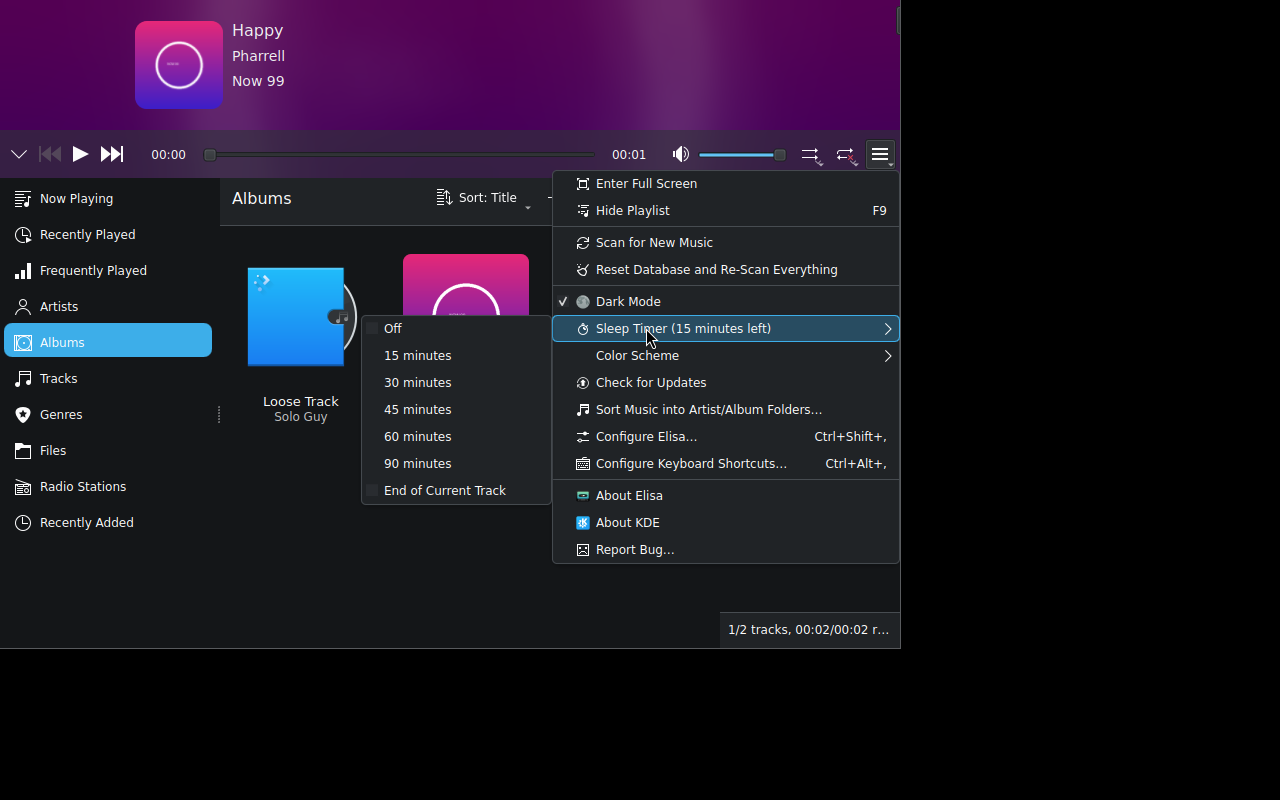 Happy
Pharrell
Now 99
00:00
00:01
Now Playing
Recently Played
Frequently Played
Artists
Albums
Tracks
Genres
Files
Radio Stations
Recently Added
Albums
Sort: Title
Loose Track
Solo Guy
Off
15 minutes
30 minutes
45 minutes
60 minutes
90 minutes
End of Current Track
Enter Full Screen
Hide Playlist F9
Scan for New Music
Reset Database and Re-Scan Everything
Dark Mode
Sleep Timer (15 minutes left)
Color Scheme
Check for Updates
Sort Music into Artist/Album Folders...
Configure Elisa... Ctrl+Shift+,
Configure Keyboard Shortcuts... Ctrl+Alt+,
About Elisa
About KDE
Report Bug...
1/2 tracks, 00:02/00:02 r...